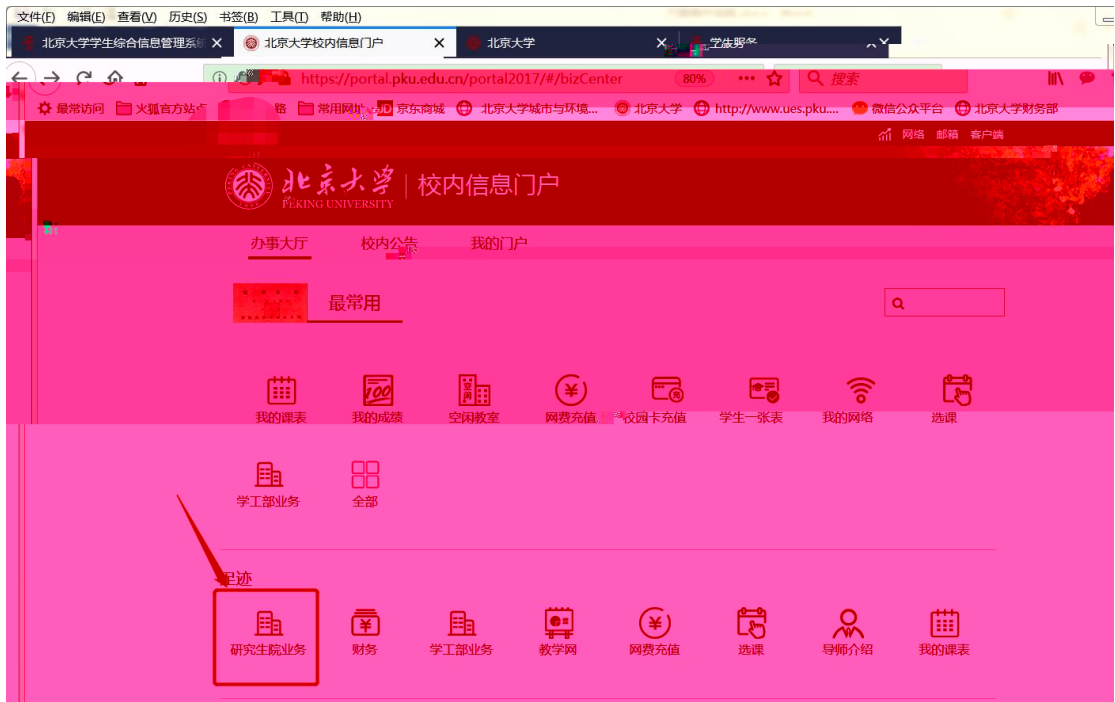 文件(F) 编辑(E) 查看(V) 历史(S) 书签(B) 工具(T) 帮助(H)
北京大学学生综合信息管理系统 北京大学校内信息门户 北京大学
https://portal.pku.edu.cn/portal2017/#/bizCenter 80% 搜索
最常访问 火狐官方站点 常用网址 JD 京东商城 北京大学城市与环境... 北京大学 http://www.ues.pku.... 微信公众平台 北京大学财务部
网络 邮箱 客户端
北京大学 校内信息门户
PEKING UNIVERSITY
办事大厅 校内公告 我的门户
最常用
我的课表 我的成绩 空闲教室 网费充值 校园卡充值 学生一张表 我的网络 选课
学工部业务 全部
足迹
研究生院业务 财务 学工部业务 教学网 网费充值 选课 导师介绍 我的课表